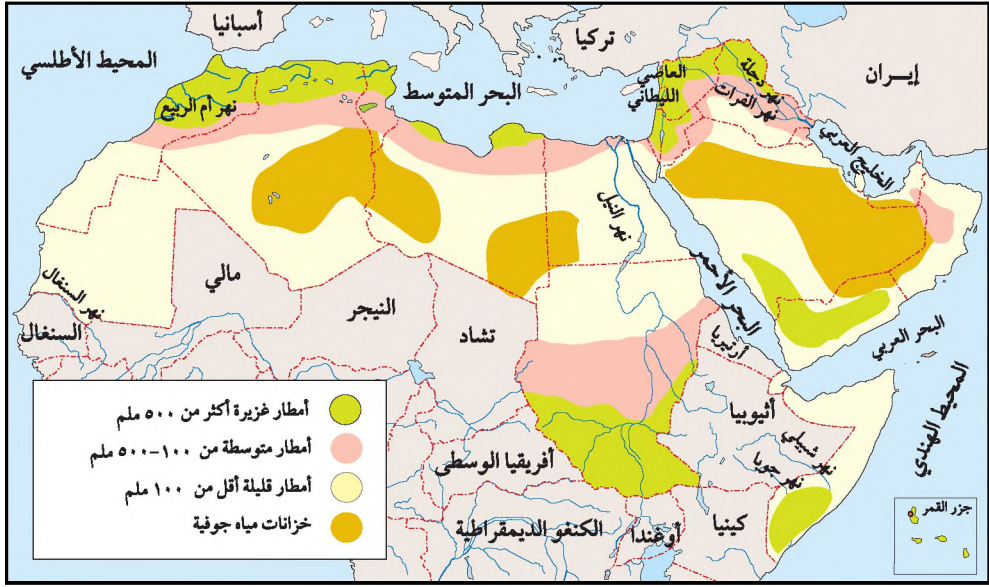 أسبانيا
تركيا
إيـــران
المحيط الأطلسي
البحر المتوسط
العاصي
الليطاني
نهر دجلة
نهر الفرات
نهر أم الربيع
الخليج العربي
نهر النيل
البحر الأحمر
مالي
النيجر
تشاد
نهر السنغال
السنغال
أرتيريا
البحر العربي
المحيط الهندي
أثيوبيا
نهر شبيلي
نهر جوبا
أفريقيا الوسطى
الكنغو الديمقراطية
أوغندا
كينيا
جزر القمر
أمطار غزيرة أكثر من ٥٠٠ ملم
أمطار متوسطة من ١٠٠–٥٠٠ ملم
أمطار قليلة أقل من ١٠٠ ملم
خزانات مياه جوفية